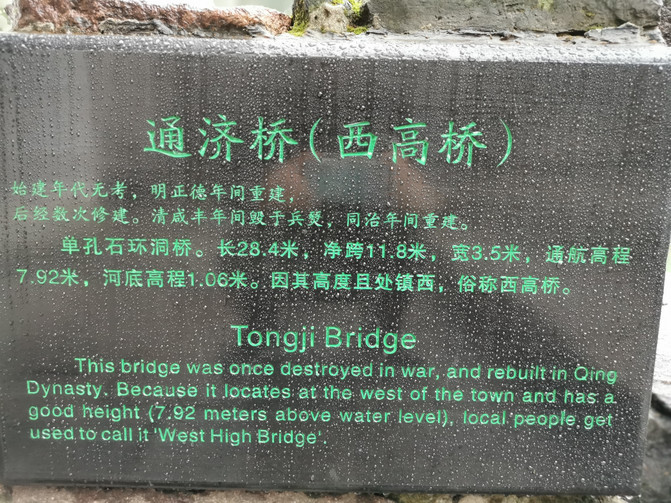 通济桥(西高桥)
始建年代无考，明正德年间重建，
后经数次修建。清咸丰年间毁于兵燹，同治年间重建。
单孔石环洞桥。长28.4米，净跨11.8米，宽3.5米，通航高程
7.92米，河底高程1.06米。因其高度且处镇西，俗称西高桥。
Tongji Bridge
This bridge was once destroyed in war, and rebuilt in Qing
Dynasty. Because it locates at the west of the town and has a
good height (7.92 meters above water level), local people get
used to call it 'West High Bridge'.